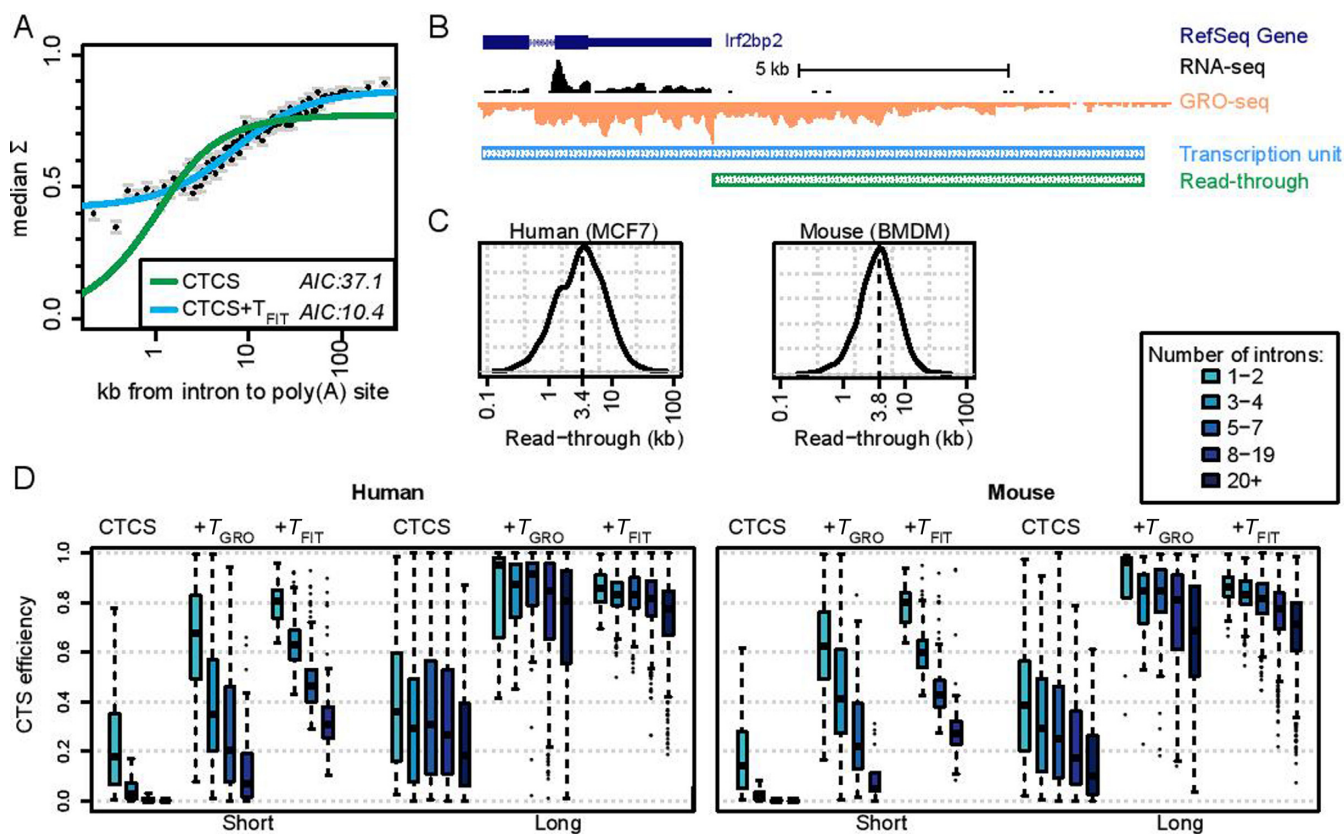 A
1.0
0.5
0.0
median Σ
CTCS AIC:37.1
CTCS+TFIT AIC:10.4
1 10 100
kb from intron to poly(A) site
B
Irf2bp2
5 kb
RefSeq Gene
RNA-seq
GRO-seq
Transcription unit
Read-through
C
Human (MCF7)
0.1 1 3.4 10 100
Read-through (kb)
Mouse (BMDM)
0.1 1 3.8 10 100
Read-through (kb)
Number of introns:
1−2
3−4
5−7
8−19
20+
D
Human
CTCS +TGRO +TFIT CTCS +TGRO +TFIT
Mouse
CTCS +TGRO +TFIT CTCS +TGRO +TFIT
CTS efficiency
1.0
0.8
0.6
0.4
0.2
0.0
Short Long
Short Long